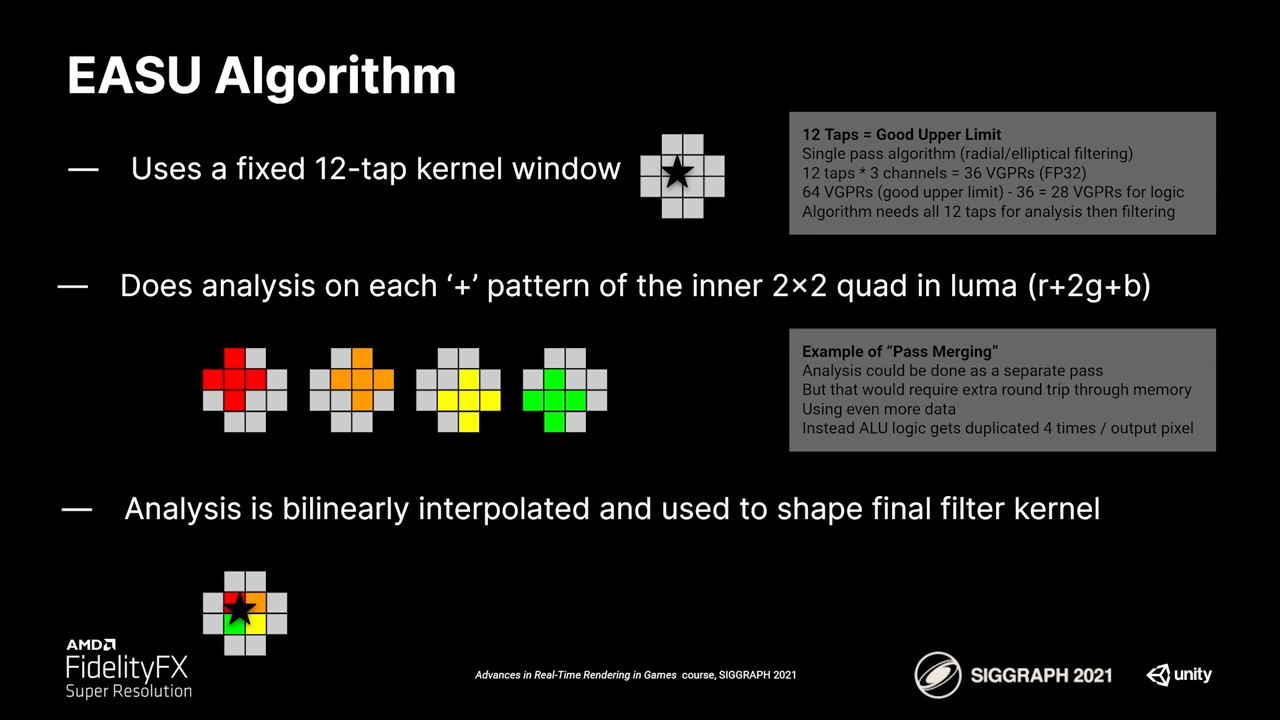 EASU Algorithm
— Uses a fixed 12-tap kernel window
12 Taps = Good Upper Limit
Single pass algorithm (radial/elliptical filtering)
12 taps * 3 channels = 36 VGPRs (FP32)
64 VGPRs (good upper limit) - 36 = 28 VGPRs for logic
Algorithm needs all 12 taps for analysis then filtering
— Does analysis on each ‘+’ pattern of the inner 2×2 quad in luma (r+2g+b)
Example of “Pass Merging”
Analysis could be done as a separate pass
But that would require extra round trip through memory
Using even more data
Instead ALU logic gets duplicated 4 times / output pixel
— Analysis is bilinearly interpolated and used to shape final filter kernel
AMD
FidelityFX
Super Resolution
Advances in Real-Time Rendering in Games course, SIGGRAPH 2021
SIGGRAPH 2021
unity